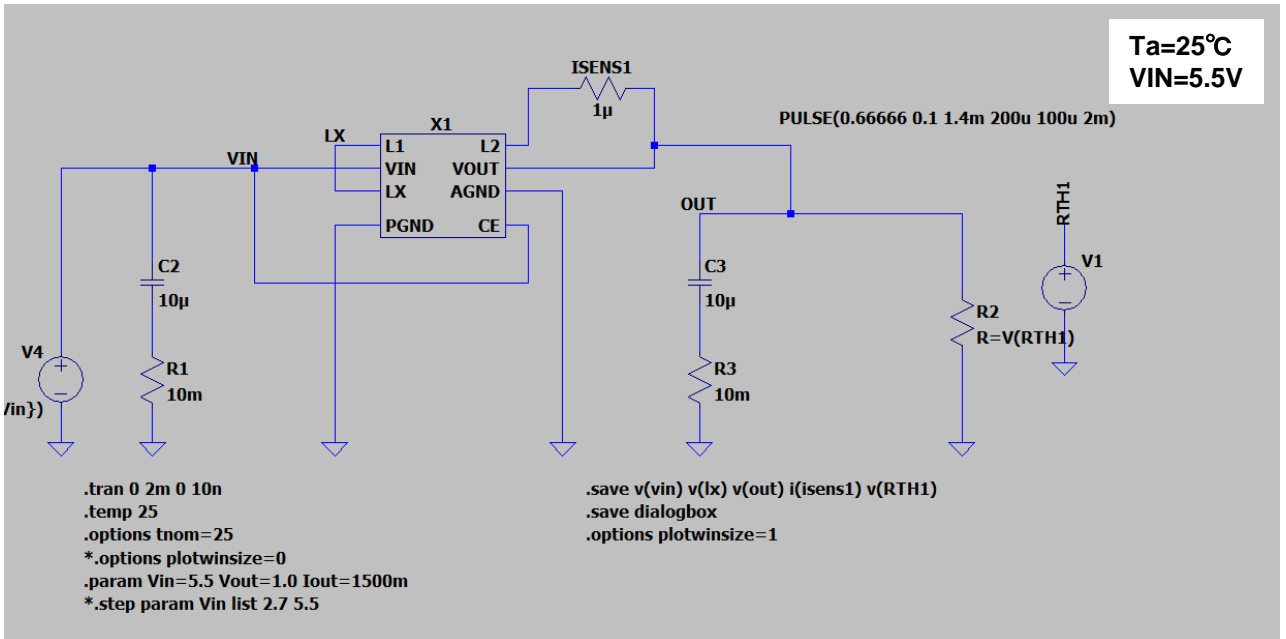 Ta=25℃
VIN=5.5V
ISENS1
1µ
PULSE(0.66666 0.1 1.4m 200u 100u 2m)
X1
LX
L1
L2
VIN
VIN
VOUT
LX
AGND
PGND
CE
OUT
RTH1
C2
10µ
C3
10µ
V1
R2
R=V(RTH1)
V4
R1
10m
R3
10m
/in})
.tran 0 2m 0 10n
.temp 25
.options tnom=25
*.options plotwinsize=0
.param Vin=5.5 Vout=1.0 Iout=1500m
*.step param Vin list 2.7 5.5
.save v(vin) v(lx) v(out) i(isens1) v(RTH1)
.save dialogbox
.options plotwinsize=1